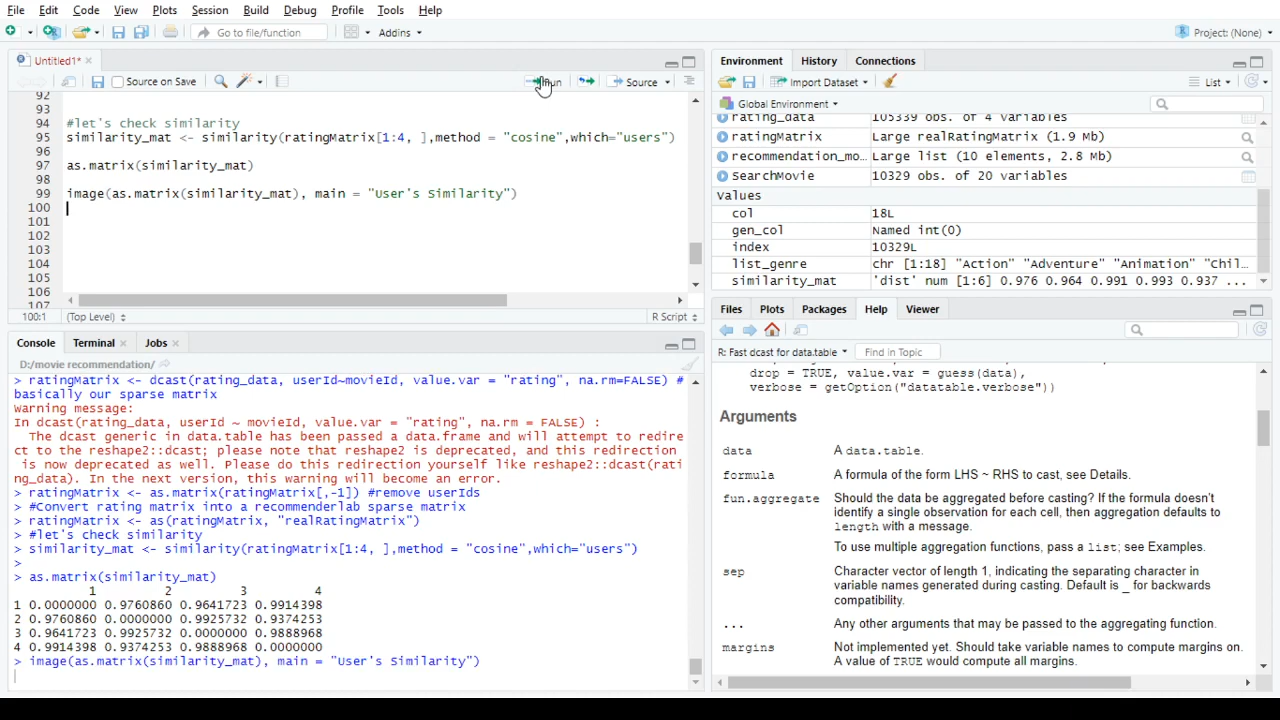 File Edit Code View Plots Session Build Debug Profile Tools Help
Go to file/function Addins Project: (None)
Untitled1*
Source on Save Run Source
92
93
94 #let's check similarity
95 similarity_mat <- similarity(ratingMatrix[1:4, ],method = "cosine",which="users")
96
97 as.matrix(similarity_mat)
98
99 image(as.matrix(similarity_mat), main = "User's Similarity")
100
101
102
103
104
105
106
107
100:1 (Top Level) R Script
Console Terminal Jobs
D:/movie recommendation/
> ratingMatrix <- dcast(rating_data, userId~movieId, value.var = "rating", na.rm=FALSE) #
basically our sparse matrix
Warning message:
In dcast(rating_data, userId ~ movieId, value.var = "rating", na.rm = FALSE) :
The dcast generic in data.table has been passed a data.frame and will attempt to redire
ct to the reshape2::dcast; please note that reshape2 is deprecated, and this redirection
is now deprecated as well. Please do this redirection yourself like reshape2::dcast(rati
ng_data). In the next version, this warning will become an error.
> ratingMatrix <- as.matrix(ratingMatrix[,-1]) #remove userIds
> #Convert rating matrix into a recommenderlab sparse matrix
> ratingMatrix <- as(ratingMatrix, "realRatingMatrix")
> #let's check similarity
> similarity_mat <- similarity(ratingMatrix[1:4, ],method = "cosine",which="users")
>
> as.matrix(similarity_mat)
1 2 3 4
1 0.0000000 0.9760860 0.9641723 0.9914398
2 0.9760860 0.0000000 0.9925732 0.9374253
3 0.9641723 0.9925732 0.0000000 0.9888968
4 0.9914398 0.9374253 0.9888968 0.0000000
> image(as.matrix(similarity_mat), main = "User's Similarity")
Environment History Connections
Import Dataset List
Global Environment
rating_data 105339 obs. of 4 variables
ratingMatrix Large realRatingMatrix (1.9 Mb)
recommendation_mo… Large list (10 elements, 2.8 Mb)
SearchMovie 10329 obs. of 20 variables
Values
col 18L
gen_col Named int(0)
index 10329L
list_genre chr [1:18] "Action" "Adventure" "Animation" "Chil…
similarity_mat 'dist' num [1:6] 0.976 0.964 0.991 0.993 0.937 ...
Files Plots Packages Help Viewer
R: Fast dcast for data.table Find in Topic
drop = TRUE, value.var = guess(data),
verbose = getOption("datatable.verbose"))
Arguments
data A data.table.
formula A formula of the form LHS ~ RHS to cast, see Details.
fun.aggregate Should the data be aggregated before casting? If the formula doesn't
identify a single observation for each cell, then aggregation defaults to
length with a message.
To use multiple aggregation functions, pass a list; see Examples.
sep Character vector of length 1, indicating the separating character in
variable names generated during casting. Default is _ for backwards
compatibility.
... Any other arguments that may be passed to the aggregating function.
margins Not implemented yet. Should take variable names to compute margins on.
A value of TRUE would compute all margins.